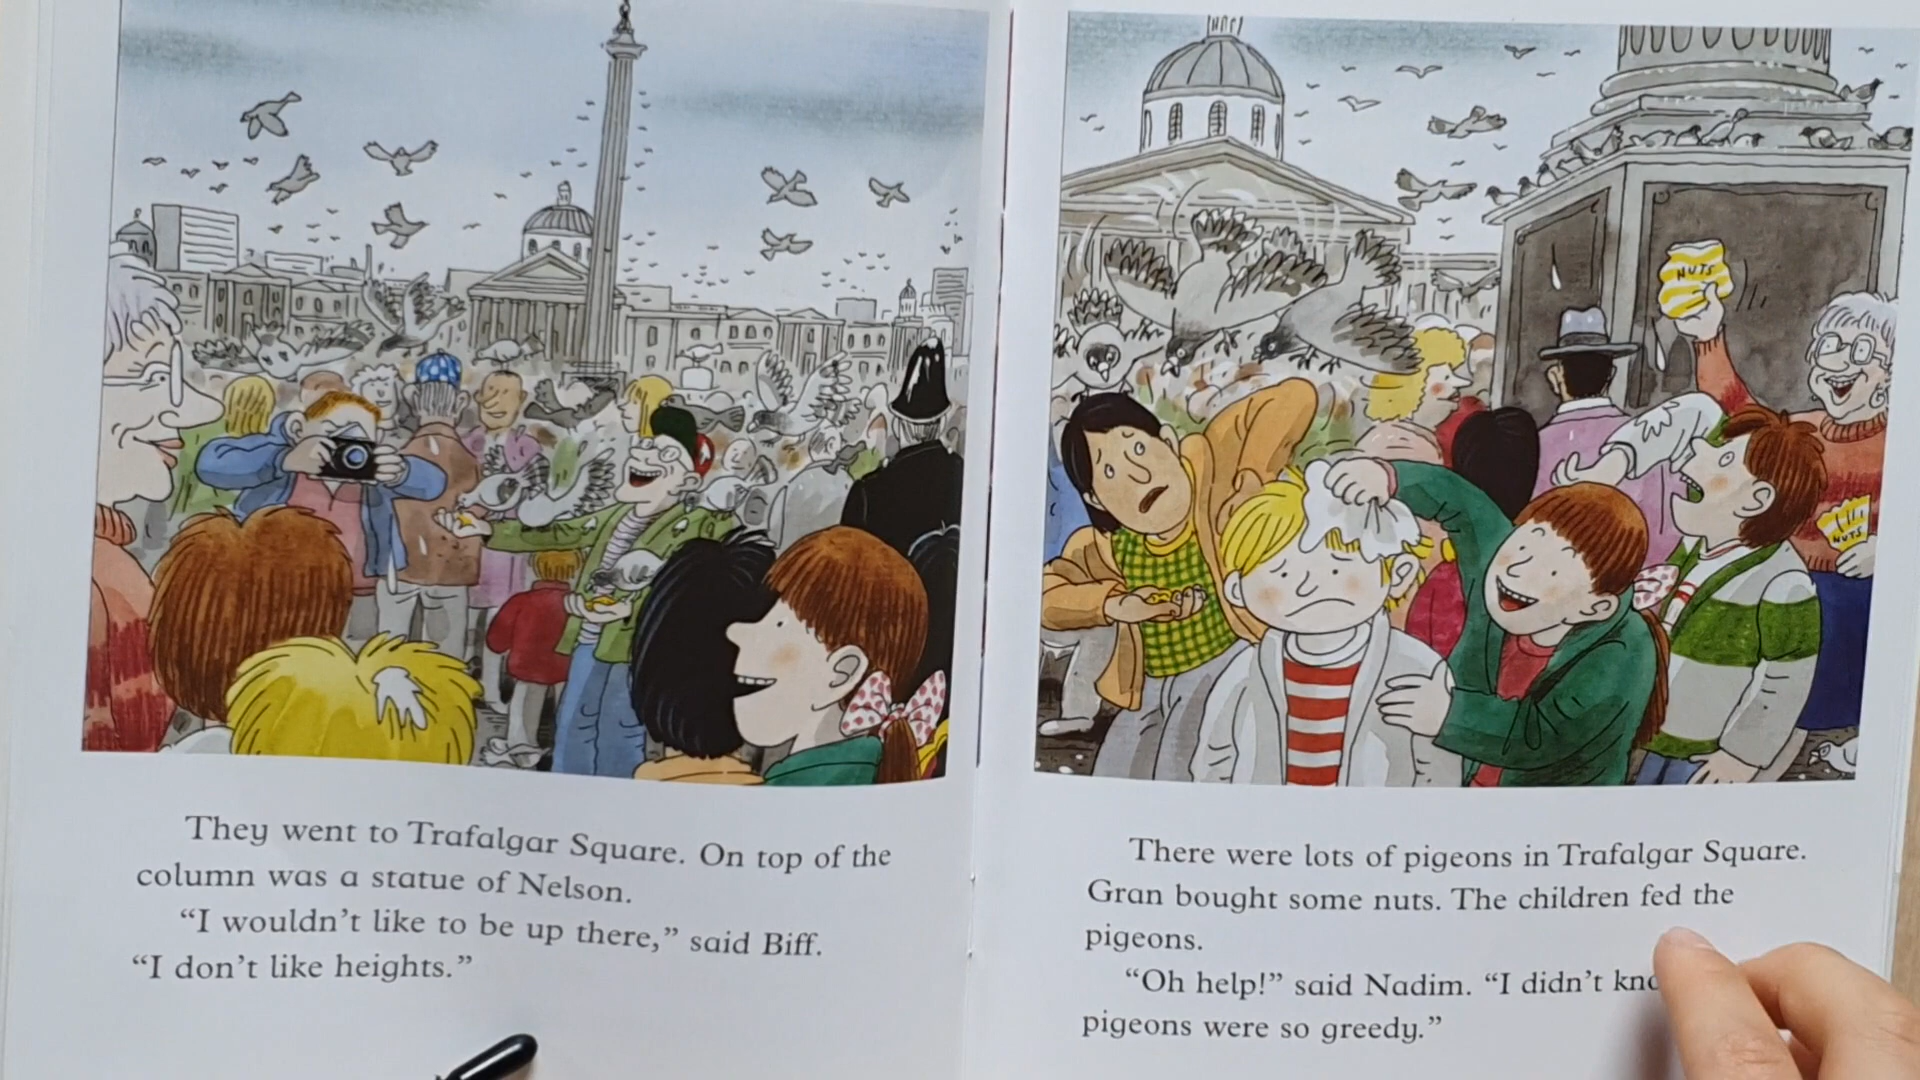 They went to Trafalgar Square. On top of the
column was a statue of Nelson.
“I wouldn’t like to be up there,” said Biff.
“I don’t like heights.”
NUTS
NUTS
There were lots of pigeons in Trafalgar Square.
Gran bought some nuts. The children fed the
pigeons.
“Oh help!” said Nadim. “I didn’t
pigeons were so greedy.”